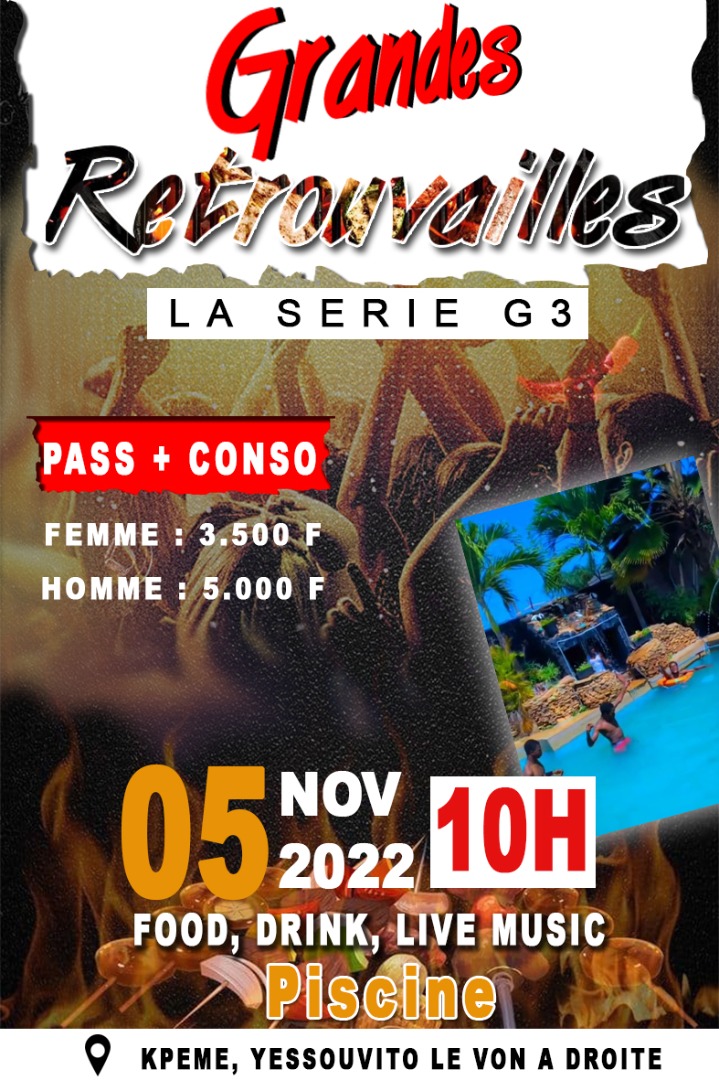 Grandes
Retrouvailles
LA SERIE G3
PASS + CONSO
FEMME : 3.500 F
HOMME : 5.000 F
05 NOV 2022 10H
FOOD, DRINK, LIVE MUSIC
Piscine
KPEME, YESSOUVITO LE VON A DROITE